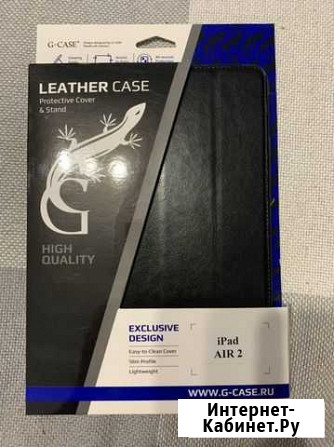 G-CASE
LEATHER CASE
Protective Cover
& Stand
G
HIGH
QUALITY
EXCLUSIVE
DESIGN
Easy-to-Clean Cover
Slim Profile
Lightweight
iPad
AIR 2
WWW.G-CASE.RU
Интернет-
Кабинет.Ру